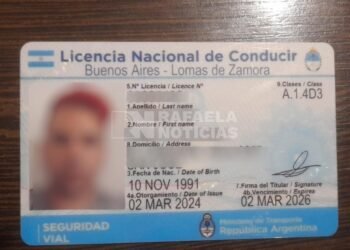 Licencia Nacional de Conducir
Buenos Aires - Lomas de Zamora
5.Nº Licencia / Licence Nº
9.Clases / Class
A.1.4D3
1.Apellido / Last name
2.Nombre / First name
RAFAELA
NOTICIAS
8.Domicilio / Address
3.Fecha de Nac. / Date of Birth
10 NOV 1991
7.Firma del Titular / Signature
4a.Otorgamiento / Date of Issue
4b.Vencimiento / Expires
02 MAR 2024
02 MAR 2026
SEGURIDAD
VIAL
Ministerio de Transporte
República Argentina